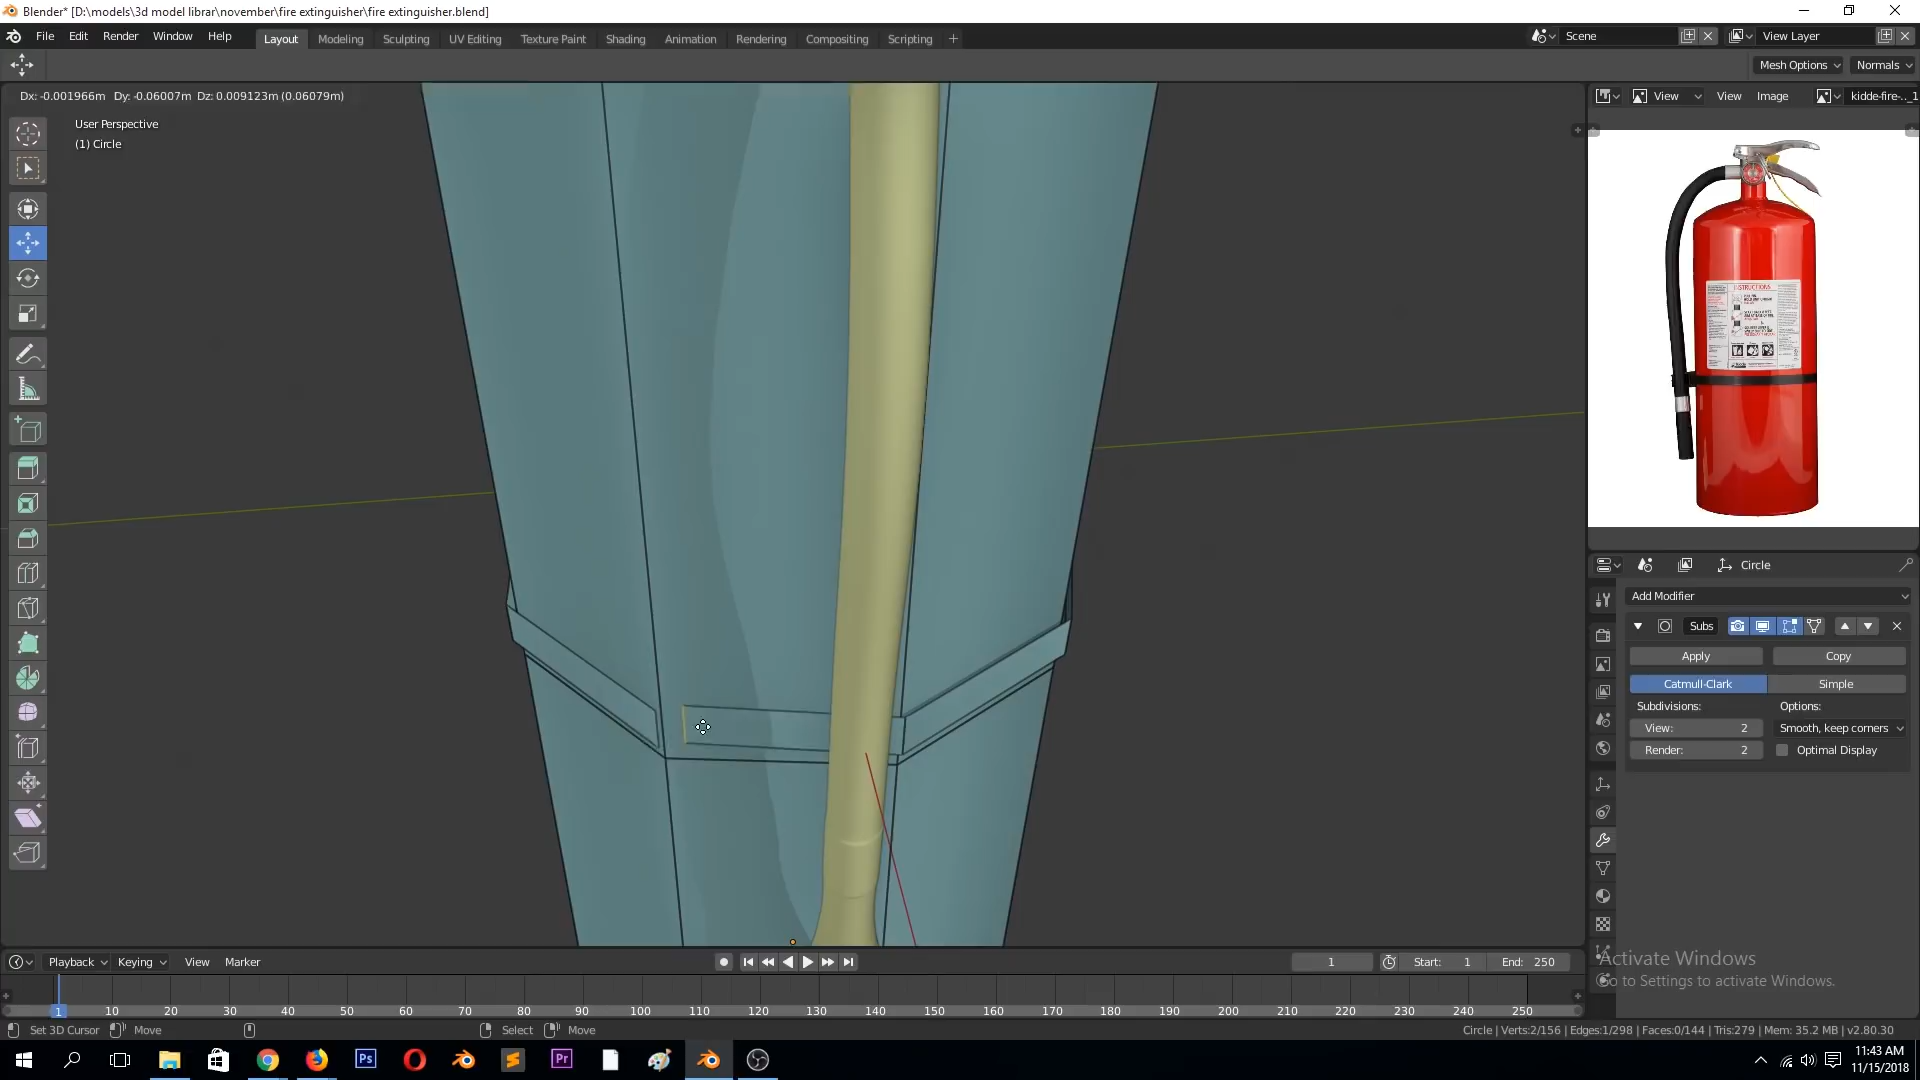 Blender* [D:\models\3d model librar\november\fire extinguisher\fire extinguisher.blend]
File Edit Render Window Help Layout Modeling Sculpting UV Editing Texture Paint Shading Animation Rendering Compositing Scripting + Scene View Layer
Mesh Options Normals
Dx: -0.001966m Dy: -0.06007m Dz: 0.009123m (0.06079m)
View View Image kidde-fire-.._1
User Perspective
(1) Circle
INSTRUCTIONS
Circle
Add Modifier
Subs
Apply Copy
Catmull-Clark Simple
Subdivisions: Options:
View: 2 Smooth, keep corners
Render: 2 Optimal Display
Playback Keying View Marker 1 Start: 1 End: 250
Activate Windows
Go to Settings to activate Windows.
1 10 20 30 40 50 60 70 80 90 100 110 120 130 140 150 160 170 180 190 200 210 220 230 240 250
Set 3D Cursor Move Select Move Circle | Verts:2/156 | Edges:1/298 | Faces:0/144 | Tris:279 | Mem: 35.2 MB | v2.80.30
Ps Pr
11:43 AM
11/15/2018